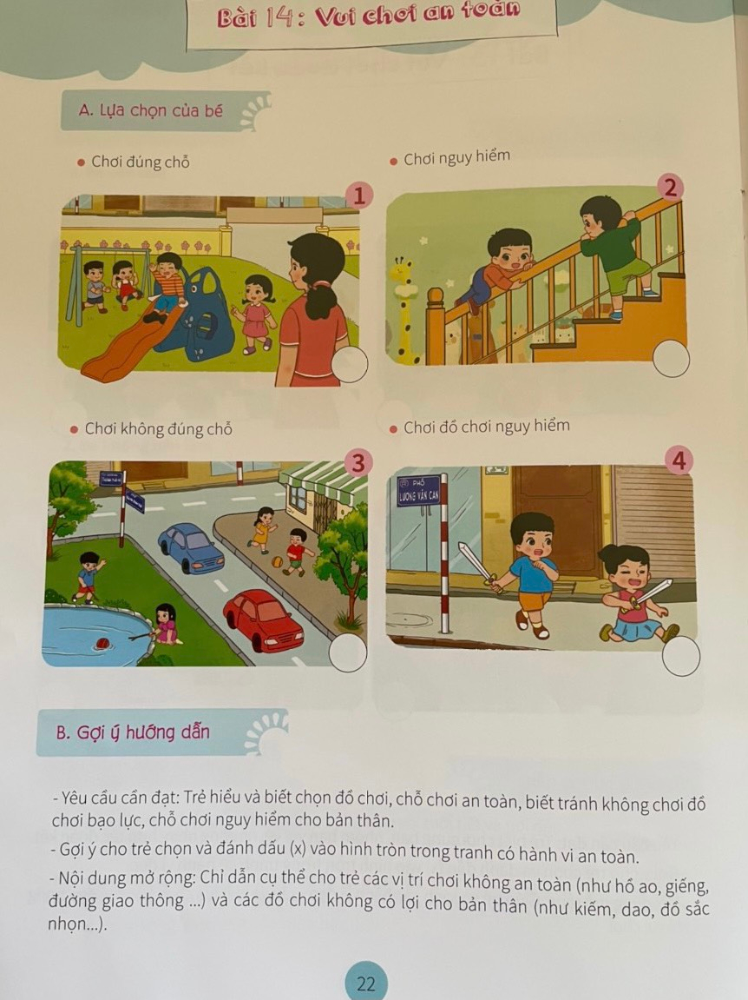 Bài 14: Vui chơi an toàn
A. Lựa chọn của bé
Chơi đúng chỗ
1
Chơi nguy hiểm
2
Chơi không đúng chỗ
3
Chơi đồ chơi nguy hiểm
4
PHỐ
LƯƠNG VĂN CAN
B. Gợi ý hướng dẫn
- Yêu cầu cần đạt: Trẻ hiểu và biết chọn đồ chơi, chỗ chơi an toàn, biết tránh không chơi đồ
chơi bạo lực, chỗ chơi nguy hiểm cho bản thân.
- Gợi ý cho trẻ chọn và đánh dấu (x) vào hình tròn trong tranh có hành vi an toàn.
- Nội dung mở rộng: Chỉ dẫn cụ thể cho trẻ các vị trí chơi không an toàn (như hồ ao, giếng,
đường giao thông ...) và các đồ chơi không có lợi cho bản thân (như kiếm, dao, đồ sắc
nhọn...).
22